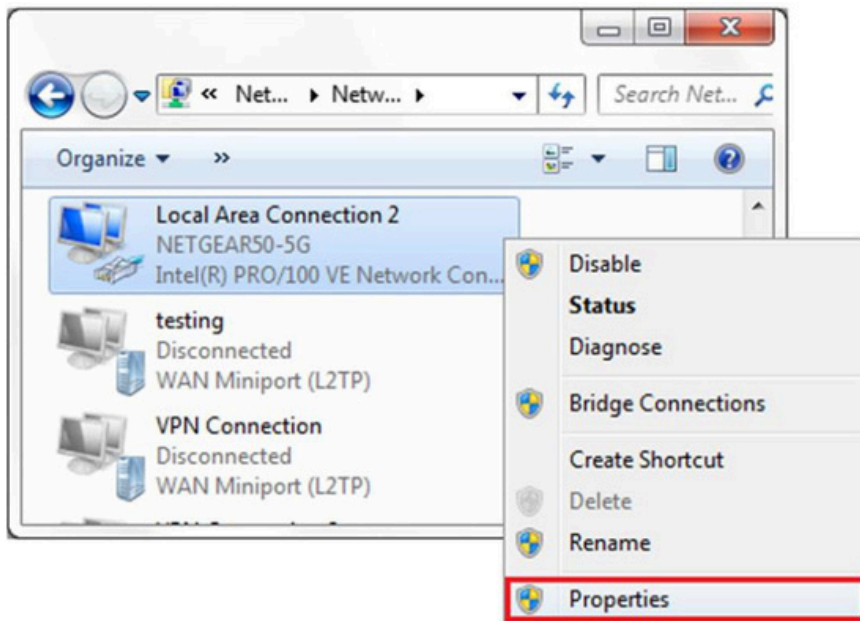 « Net... Netw...
Search Net...
Organize »
Local Area Connection 2
NETGEAR50-5G
Intel(R) PRO/100 VE Network Con...
testing
Disconnected
WAN Miniport (L2TP)
VPN Connection
Disconnected
WAN Miniport (L2TP)
Disable
Status
Diagnose
Bridge Connections
Create Shortcut
Delete
Rename
Properties